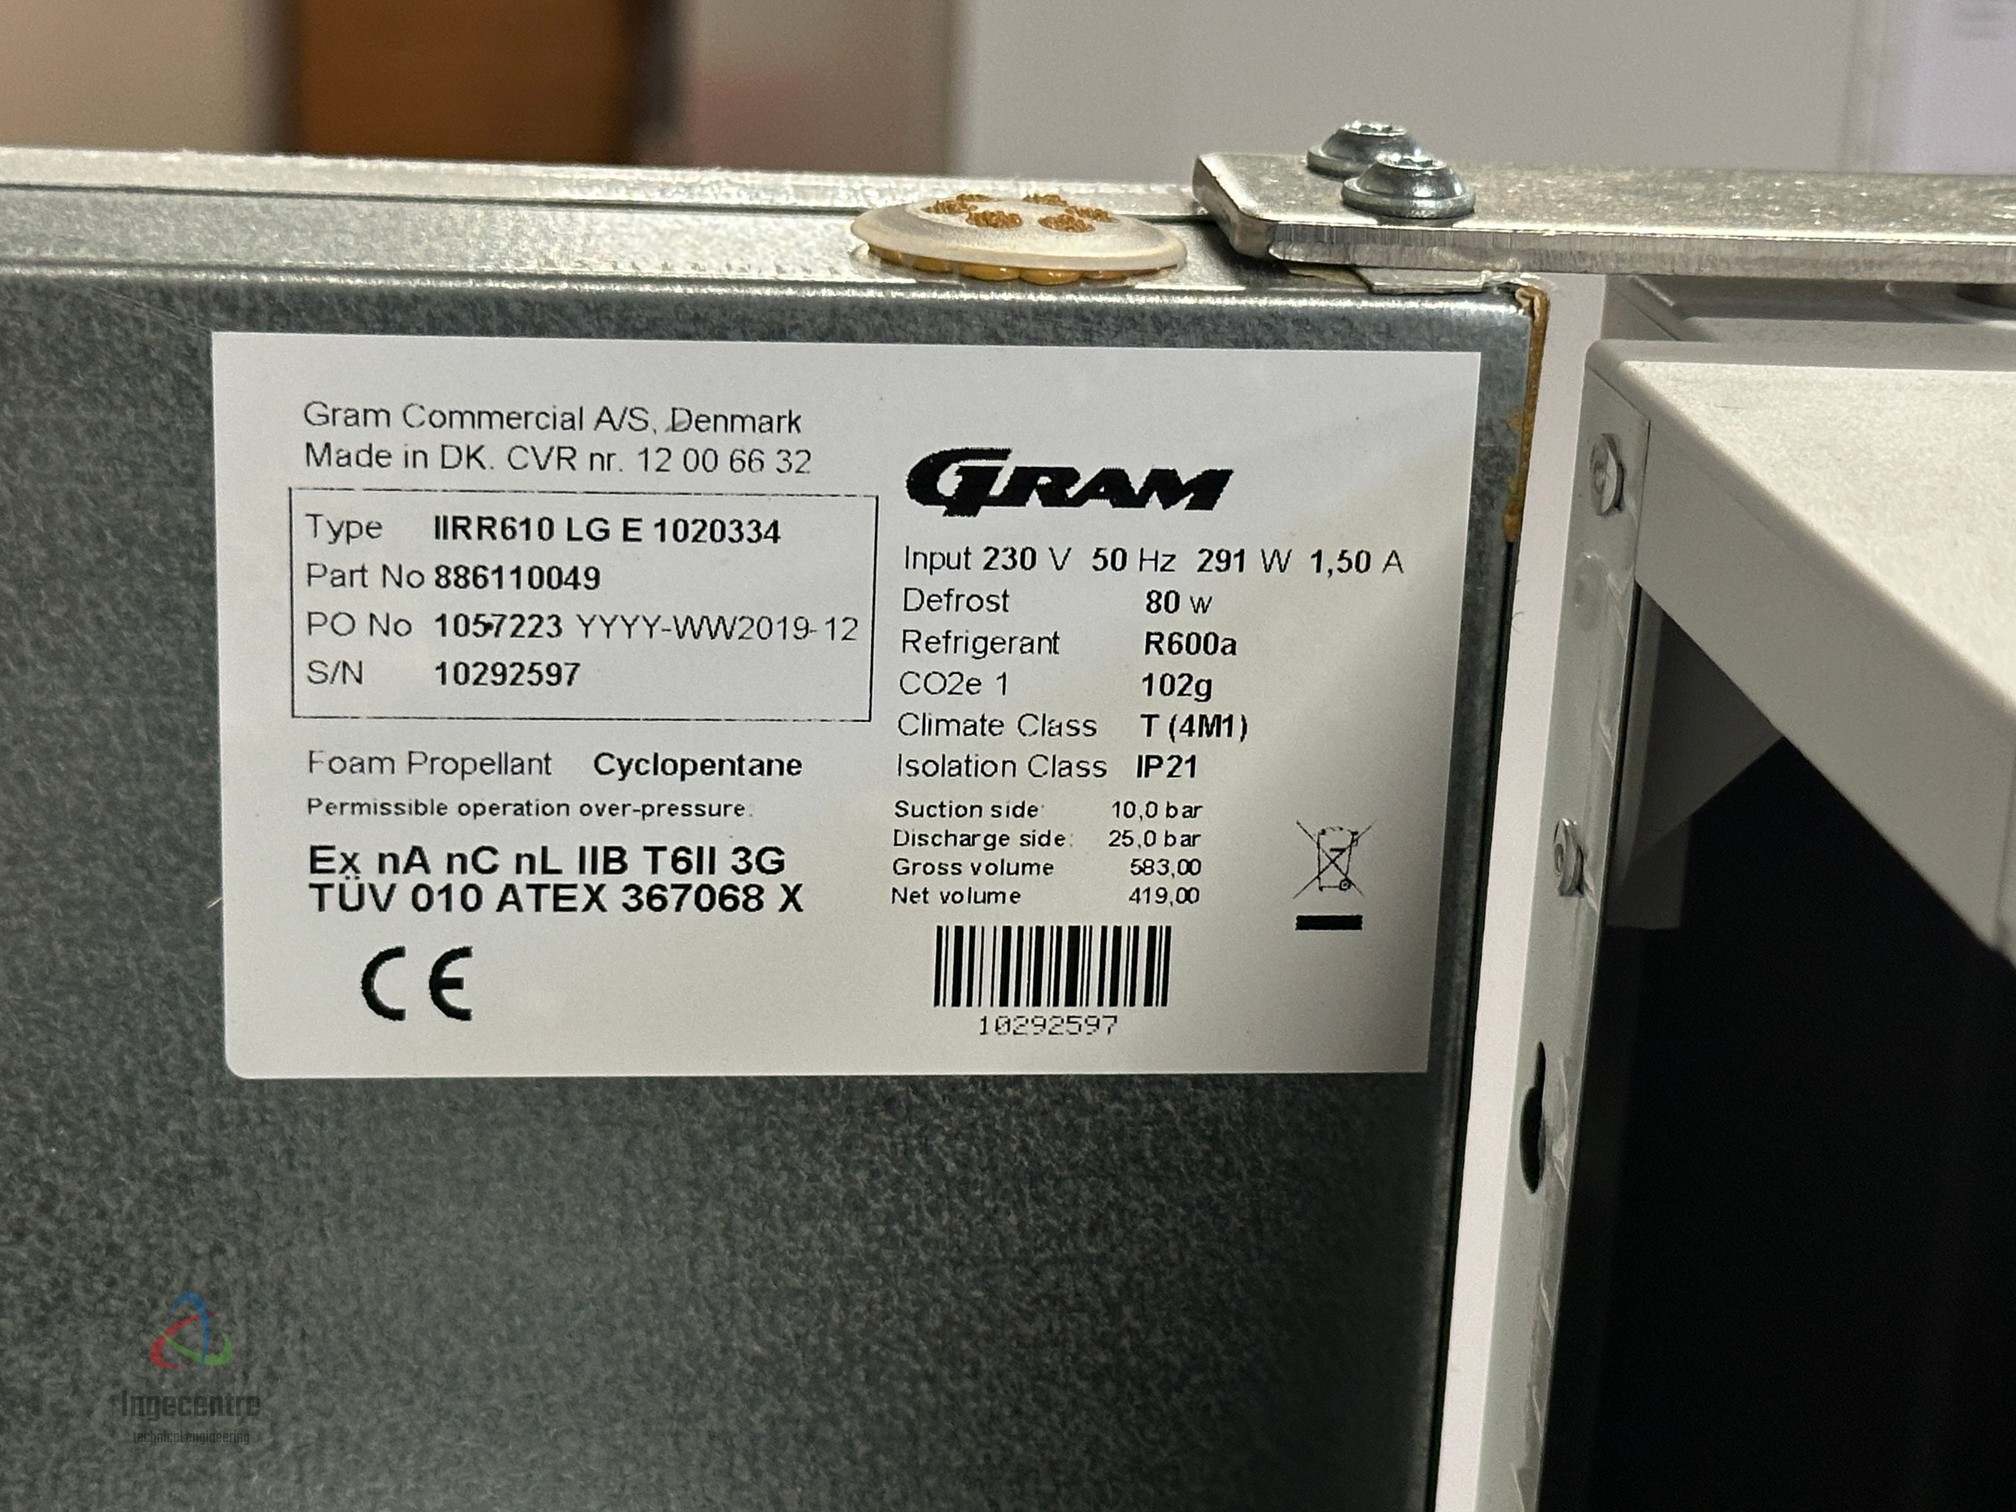 Gram Commercial A/S, Denmark
Made in DK. CVR nr. 12 00 66 32
Type IIRR610 LG E 1020334
Part No 886110049
PO No 1057223 YYYY-WW2019-12
S/N 10292597
Foam Propellant Cyclopentane
Permissible operation over-pressure.
Ex nA nC nL IIB T6II 3G
TÜV 010 ATEX 367068 X
CE
GRAM
Input 230 V 50 Hz 291 W 1,50 A
Defrost 80 W
Refrigerant R600a
CO2e 1 102g
Climate Class T (4M1)
Isolation Class IP21
Suction side: 10,0 bar
Discharge side: 25,0 bar
Gross volume 583,00
Net volume 419,00
10292597
Ingecentre
technical engineering